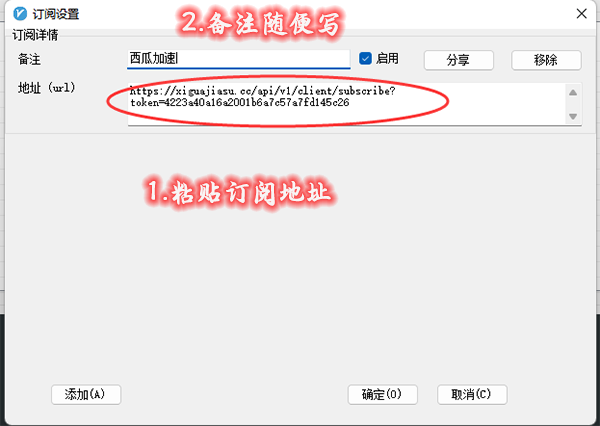 订阅设置
2.备注随便写
订阅详情
备注
西瓜加速
启用
分享
移除
地址 (url)
https://xiguajiasu.cc/api/v1/client/subscribe?
token=4223a40a16a2001b6a7c57a7fd145c26
1.粘贴订阅地址
添加(A)
确定(O)
取消(C)